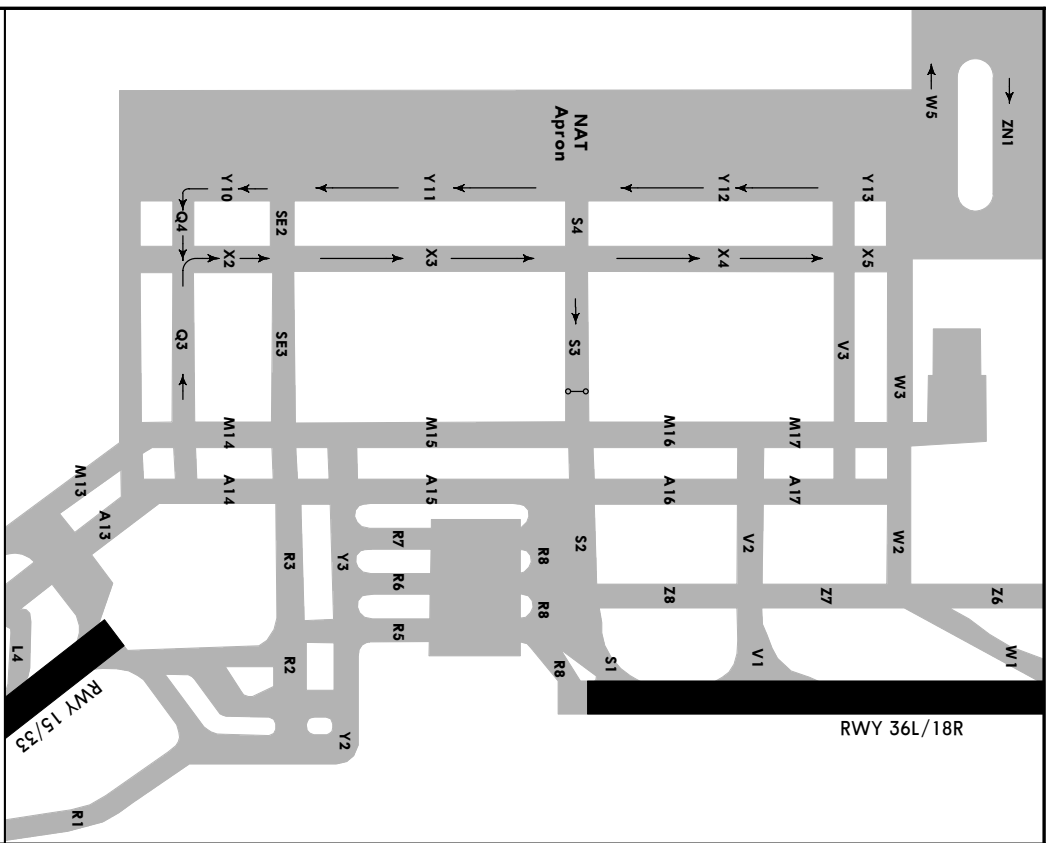 W5
ZN1
NAT
Apron
Y10
Y11
Y12
Y13
Q4
SE2
S4
X2
X3
X4
X5
Q3
SE3
S3
V3
W3
M14
M15
M16
M17
M13
A14
A15
A16
A17
A13
R3
Y3
R7
R8
S2
V2
W2
R6
Z8
Z7
Z6
R8
R5
L4
R2
R8
S1
V1
W1
RWY 15/33
RWY 36L/18R
Y2
R1